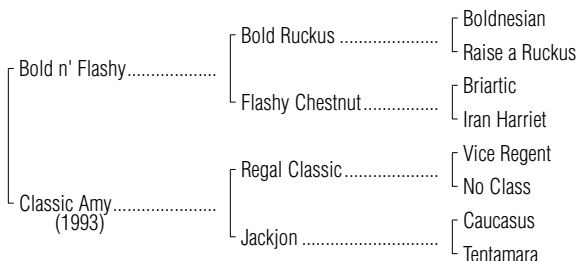 Boldnesian
Bold Ruckus ....................
Raise a Ruckus
Bold n' Flashy..................
Briartic
Flashy Chestnut...............
Iran Harriet
Vice Regent
Regal Classic...................
No Class
Classic Amy.....................
(1993)
Caucasus
Jackjon ...........................
Tentamara